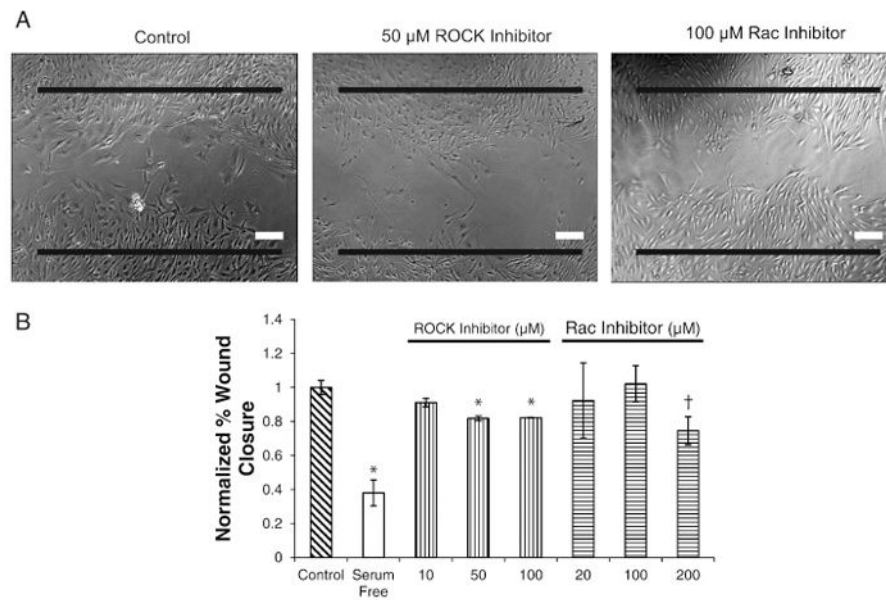 A
Control
50 µM ROCK Inhibitor
100 µM Rac Inhibitor
B
Normalized % Wound
Closure
1.4
1.2
1
0.8
0.6
0.4
0.2
0
ROCK Inhibitor (µM)
Rac Inhibitor (µM)
*
*
*
†
Control
Serum
Free
10
50
100
20
100
200